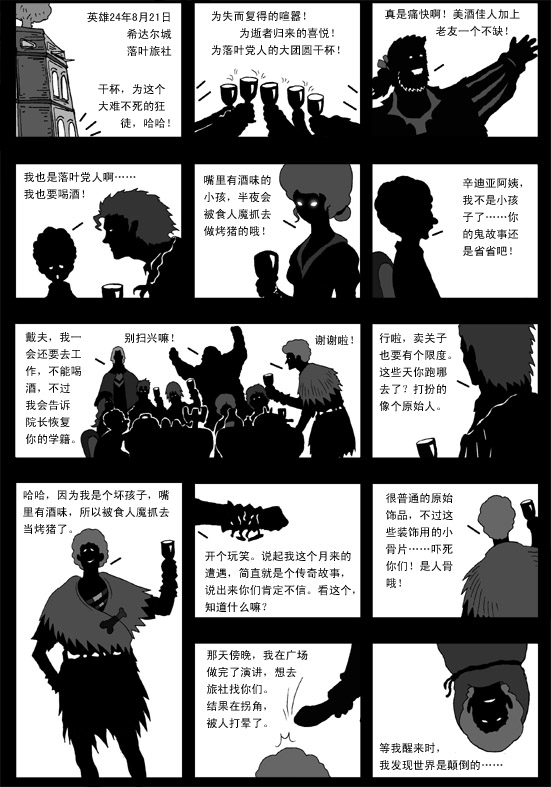 英雄24年8月21日
希达尔城
落叶旅社
干杯，为这个
大难不死的狂
徒，哈哈！
为失而复得的喧嚣！
为逝者归来的喜悦！
为落叶党人的大团圆干杯！
真是痛快啊！美酒佳人加上
老友一个不缺！
我也是落叶党人啊……
我也要喝酒！
嘴里有酒味的
小孩，半夜会
被食人魔抓去
做烤猪的哦！
辛迪亚阿姨，
我不是小孩
子了……你
的鬼故事还
是省省吧！
戴夫，我一
会还要去工
作，不能喝
酒，不过
我会告诉
院长恢复
你的学籍。
别扫兴嘛！
谢谢啦！
行啦，卖关子
也要有个限度。
这些天你跑哪
去了？打扮的
像个原始人。
哈哈，因为我是个坏孩子，嘴
里有酒味，所以被食人魔抓去
当烤猪了。
开个玩笑。说起我这个月来的
遭遇，简直就是个传奇故事，
说出来你们肯定不信。看这个，
知道什么嘛？
很普通的原始
饰品，不过这
些装饰用的小
骨片……吓死
你们！是人骨
哦！
那天傍晚，我在广场
做完了演讲，想去
旅社找你们。
结果在拐角，
被人打晕了。
等我醒来时，
我发现世界是颠倒的……